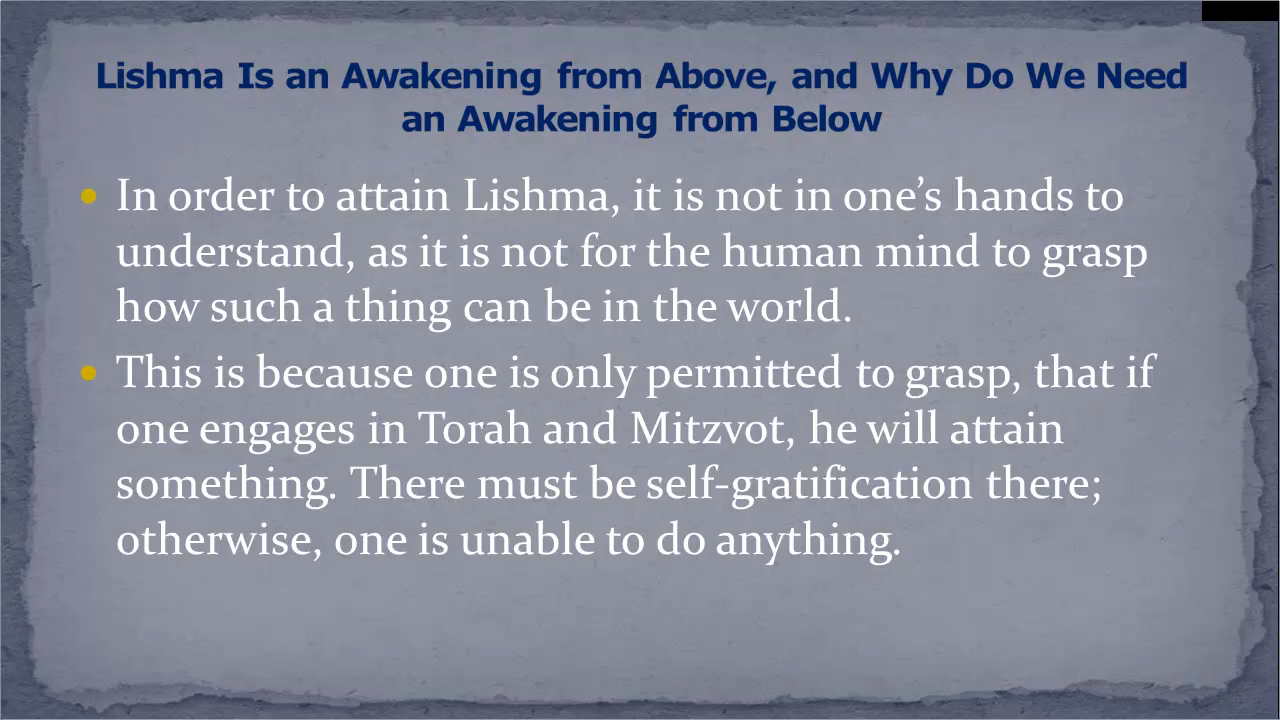 Lishma Is an Awakening from Above, and Why Do We Need
an Awakening from Below
• In order to attain Lishma, it is not in one’s hands to
understand, as it is not for the human mind to grasp
how such a thing can be in the world.
• This is because one is only permitted to grasp, that if
one engages in Torah and Mitzvot, he will attain
something. There must be self-gratification there;
otherwise, one is unable to do anything.